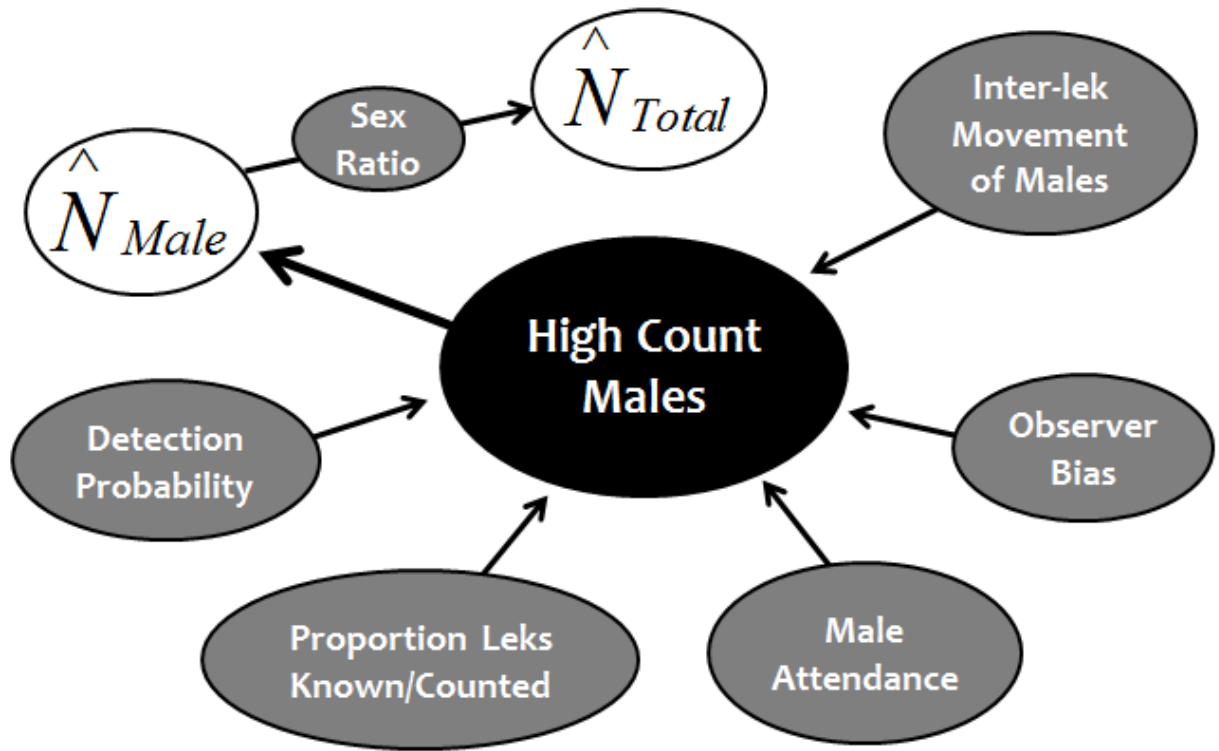 N̂ Total
Sex
Ratio
N̂ Male
Inter-lek
Movement
of Males
High Count
Males
Detection
Probability
Observer
Bias
Proportion Leks
Known/Counted
Male
Attendance